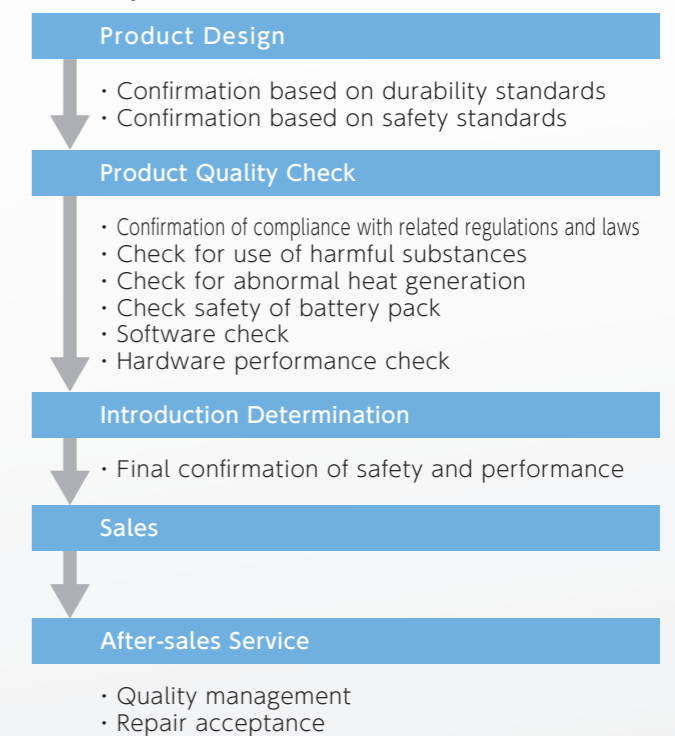 Product Design
・Confirmation based on durability standards
・Confirmation based on safety standards
Product Quality Check
・Confirmation of compliance with related regulations and laws
・Check for use of harmful substances
・Check for abnormal heat generation
・Check safety of battery pack
・Software check
・Hardware performance check
Introduction Determination
・Final confirmation of safety and performance
Sales
After-sales Service
・Quality management
・Repair acceptance